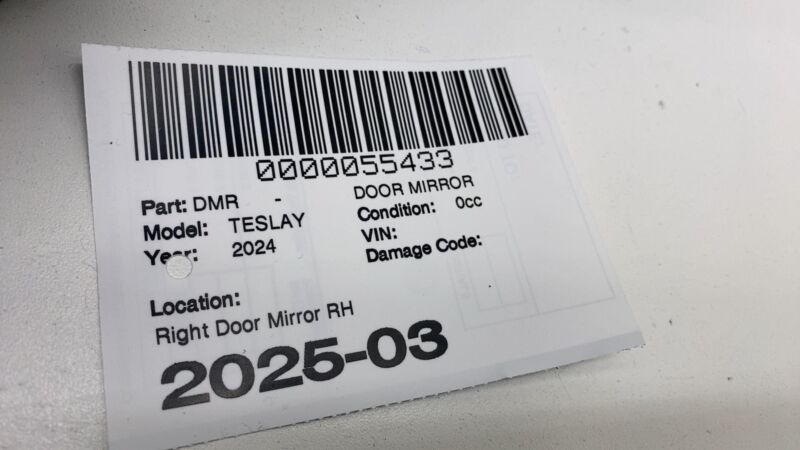 0000055433
Part: DMR - DOOR MIRROR
Model: TESLAY Condition: 0cc
Year: 2024 VIN:
Damage Code:
Location:
Right Door Mirror RH
2025-03